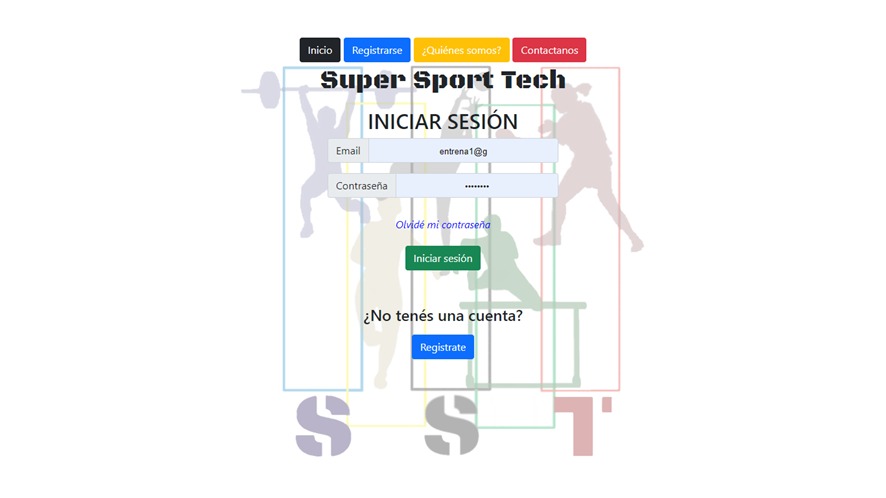 Inicio Registrarse ¿Quiénes somos? Contactanos
Super Sport Tech
INICIAR SESIÓN
Email entrena1@g
Contraseña ••••••••
Olvidé mi contraseña
Iniciar sesión
¿No tenés una cuenta?
Registrate
S S T